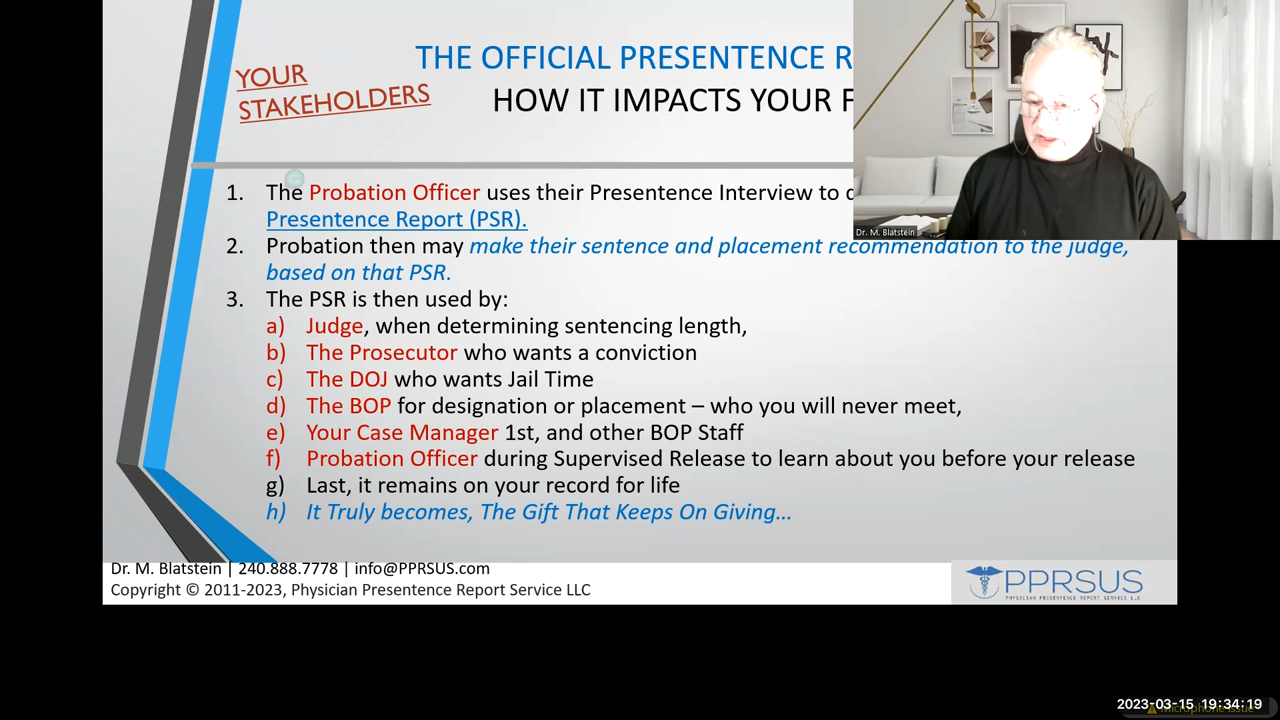 YOUR
STAKEHOLDERS
THE OFFICIAL PRESENTENCE R
HOW IT IMPACTS YOUR F
1. The Probation Officer uses their Presentence Interview to
Presentence Report (PSR).
2. Probation then may make their sentence and placement recommendation to the judge,
based on that PSR.
3. The PSR is then used by:
a) Judge, when determining sentencing length,
b) The Prosecutor who wants a conviction
c) The DOJ who wants Jail Time
d) The BOP for designation or placement – who you will never meet,
e) Your Case Manager 1st, and other BOP Staff
f) Probation Officer during Supervised Release to learn about you before your release
g) Last, it remains on your record for life
h) It Truly becomes, The Gift That Keeps On Giving...
Dr. M. Blatstein
Dr. M. Blatstein | 240.888.7778 | info@PPRSUS.com
Copyright © 2011-2023, Physician Presentence Report Service LLC
PPRSUS
PHYSICIAN PRESENTENCE REPORT SERVICE LLC
2023-03-15 19:34:19